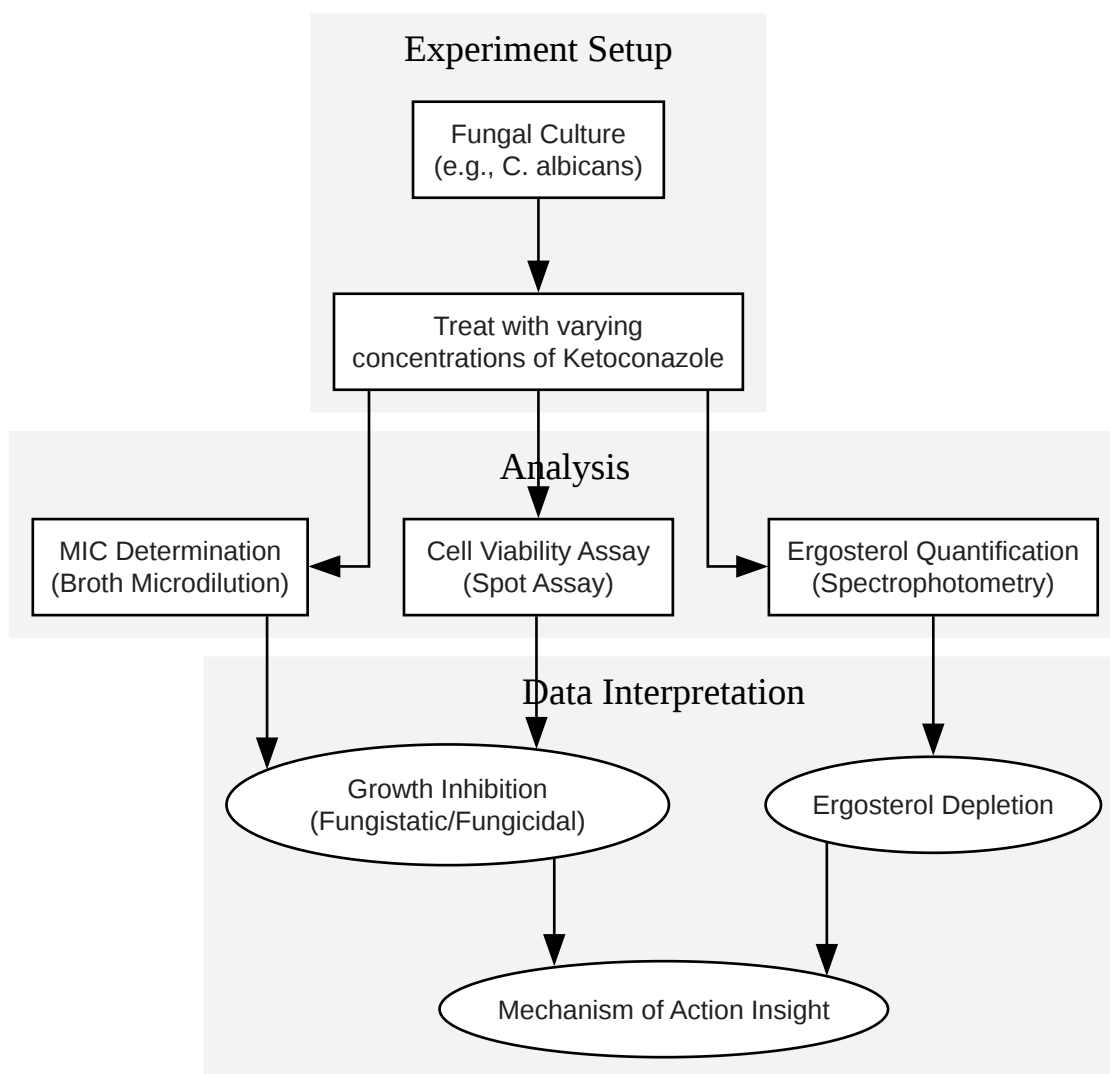 Experiment Setup
Fungal Culture
(e.g., C. albicans)
Treat with varying
concentrations of Ketoconazole
Analysis
MIC Determination
(Broth Microdilution)
Cell Viability Assay
(Spot Assay)
Ergosterol Quantification
(Spectrophotometry)
Data Interpretation
Growth Inhibition
(Fungistatic/Fungicidal)
Ergosterol Depletion
Mechanism of Action Insight